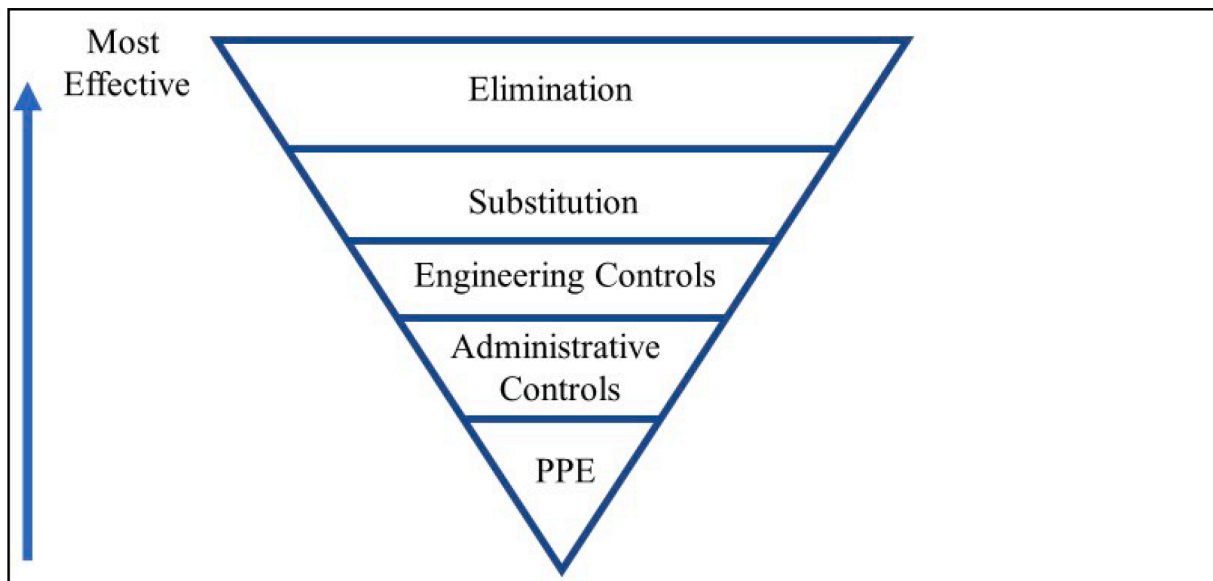 Most
Effective
Elimination
Substitution
Engineering Controls
Administrative
Controls
PPE